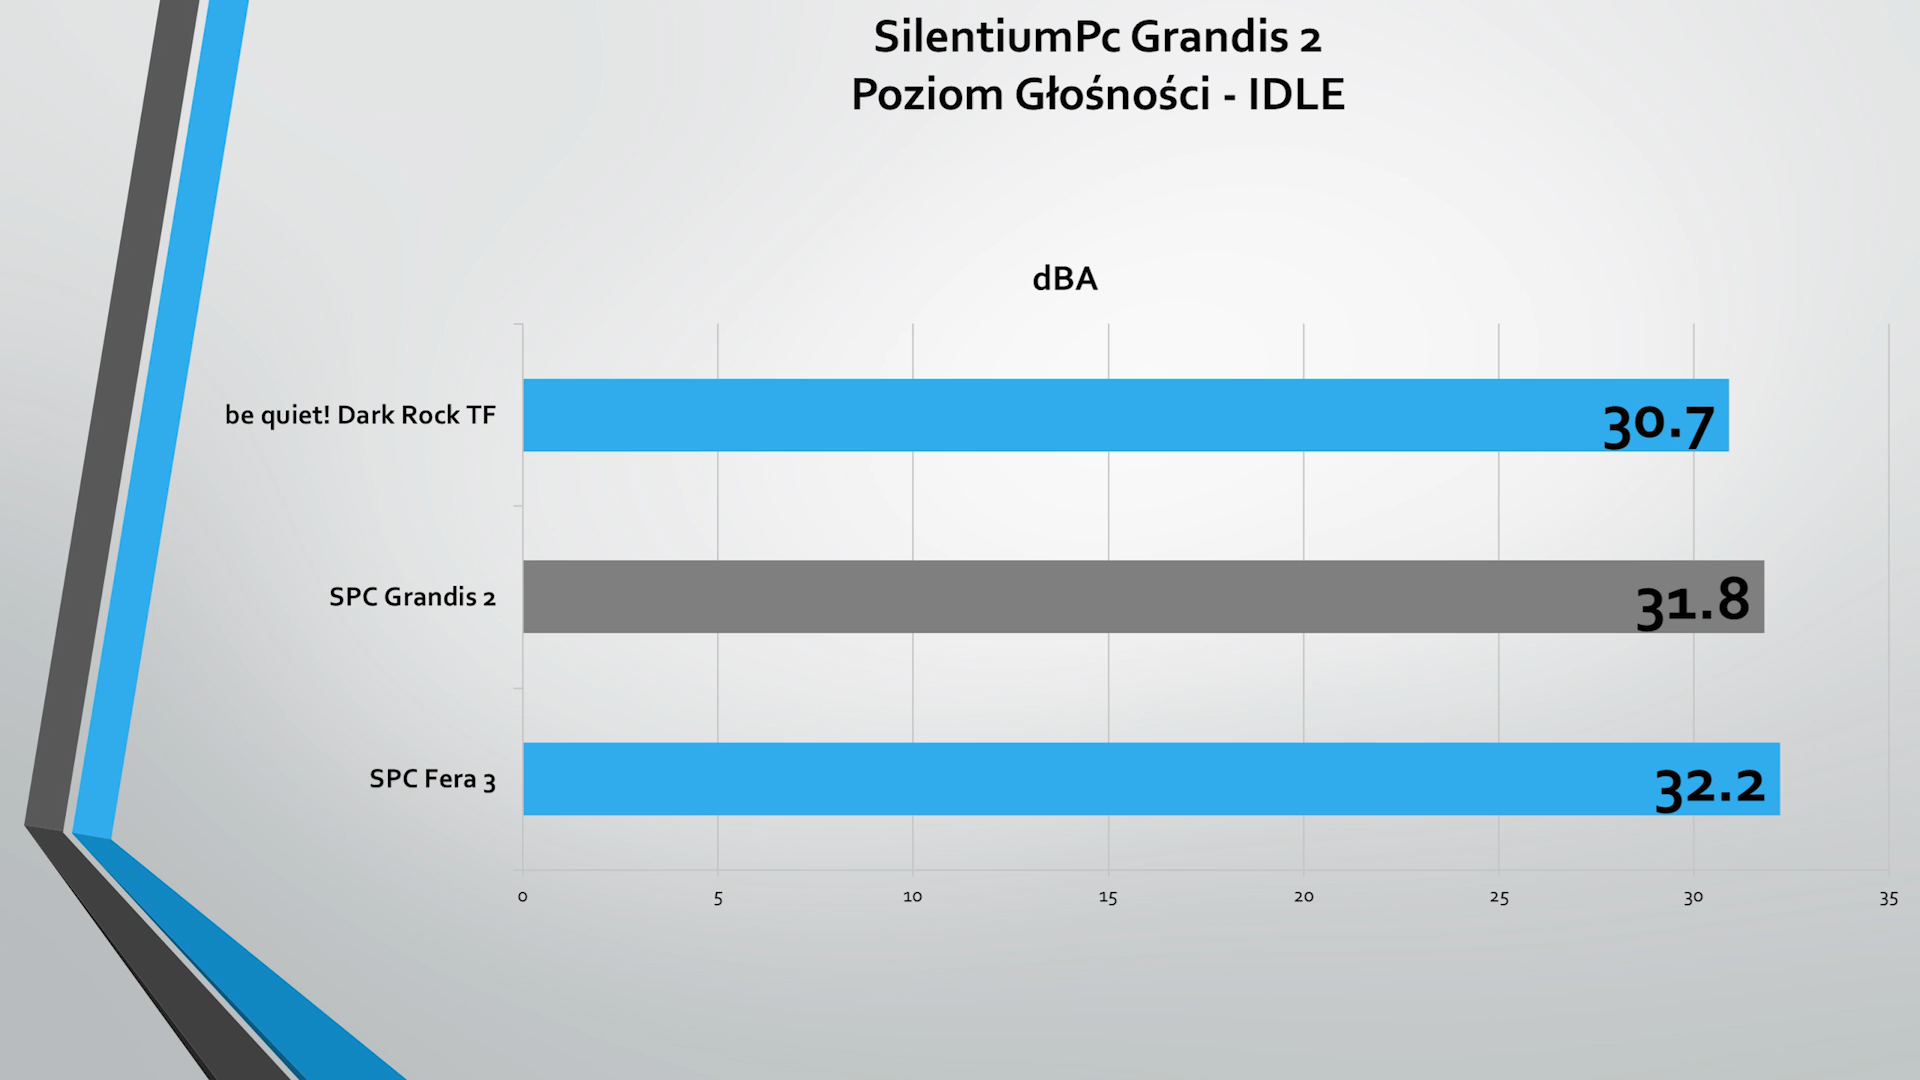 SilentiumPc Grandis 2
Poziom Głośności - IDLE
dBA
be quiet! Dark Rock TF
30.7
SPC Grandis 2
31.8
SPC Fera 3
32.2
0 5 10 15 20 25 30 35